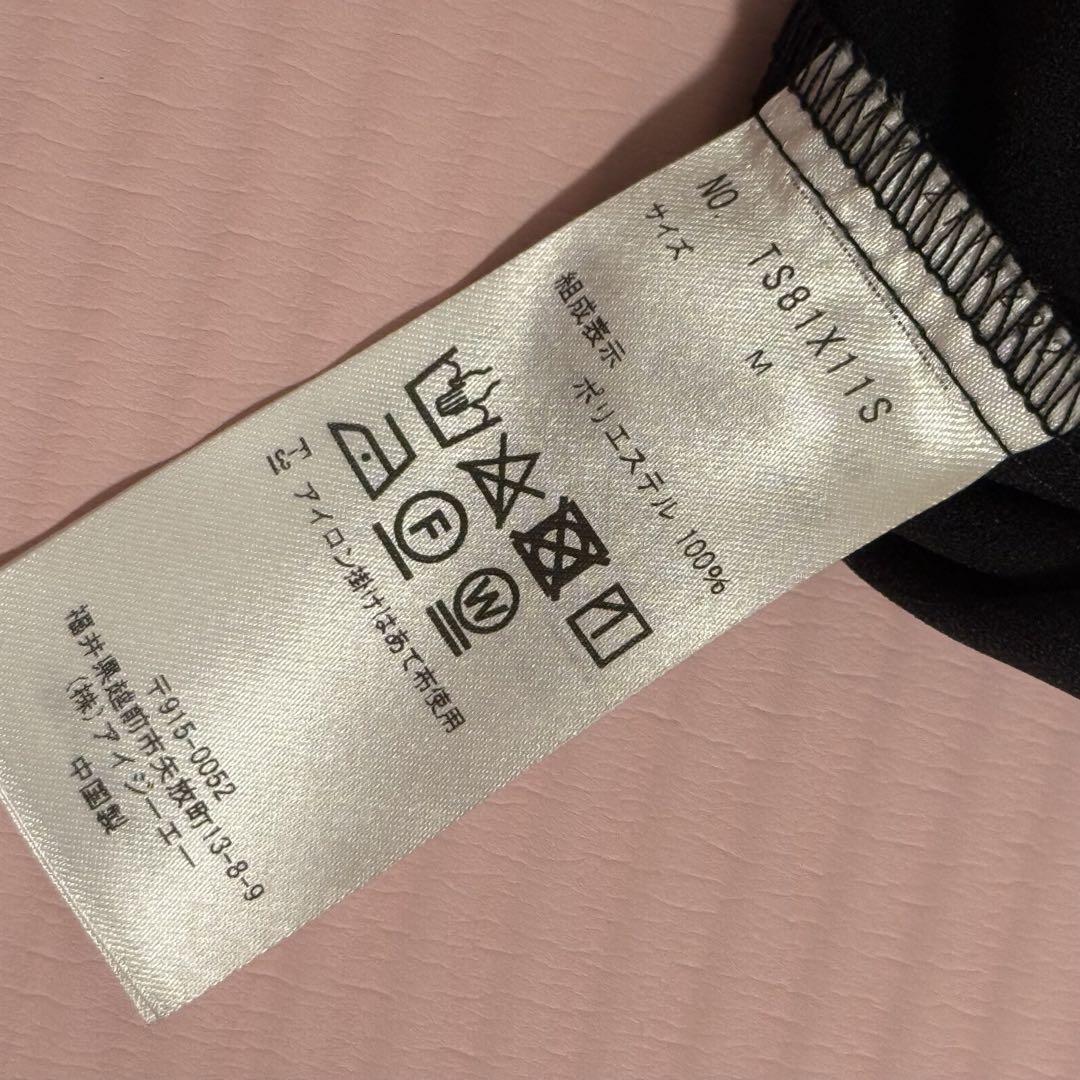 NO. TS81X11S
サイズ M
組成表示 ポリエステル 100%
F
W
T-53 アイロン掛けはあて布使用
〒915-0052
福井県越前市矢放町13-8-9
(株)アイジーエー
中国製